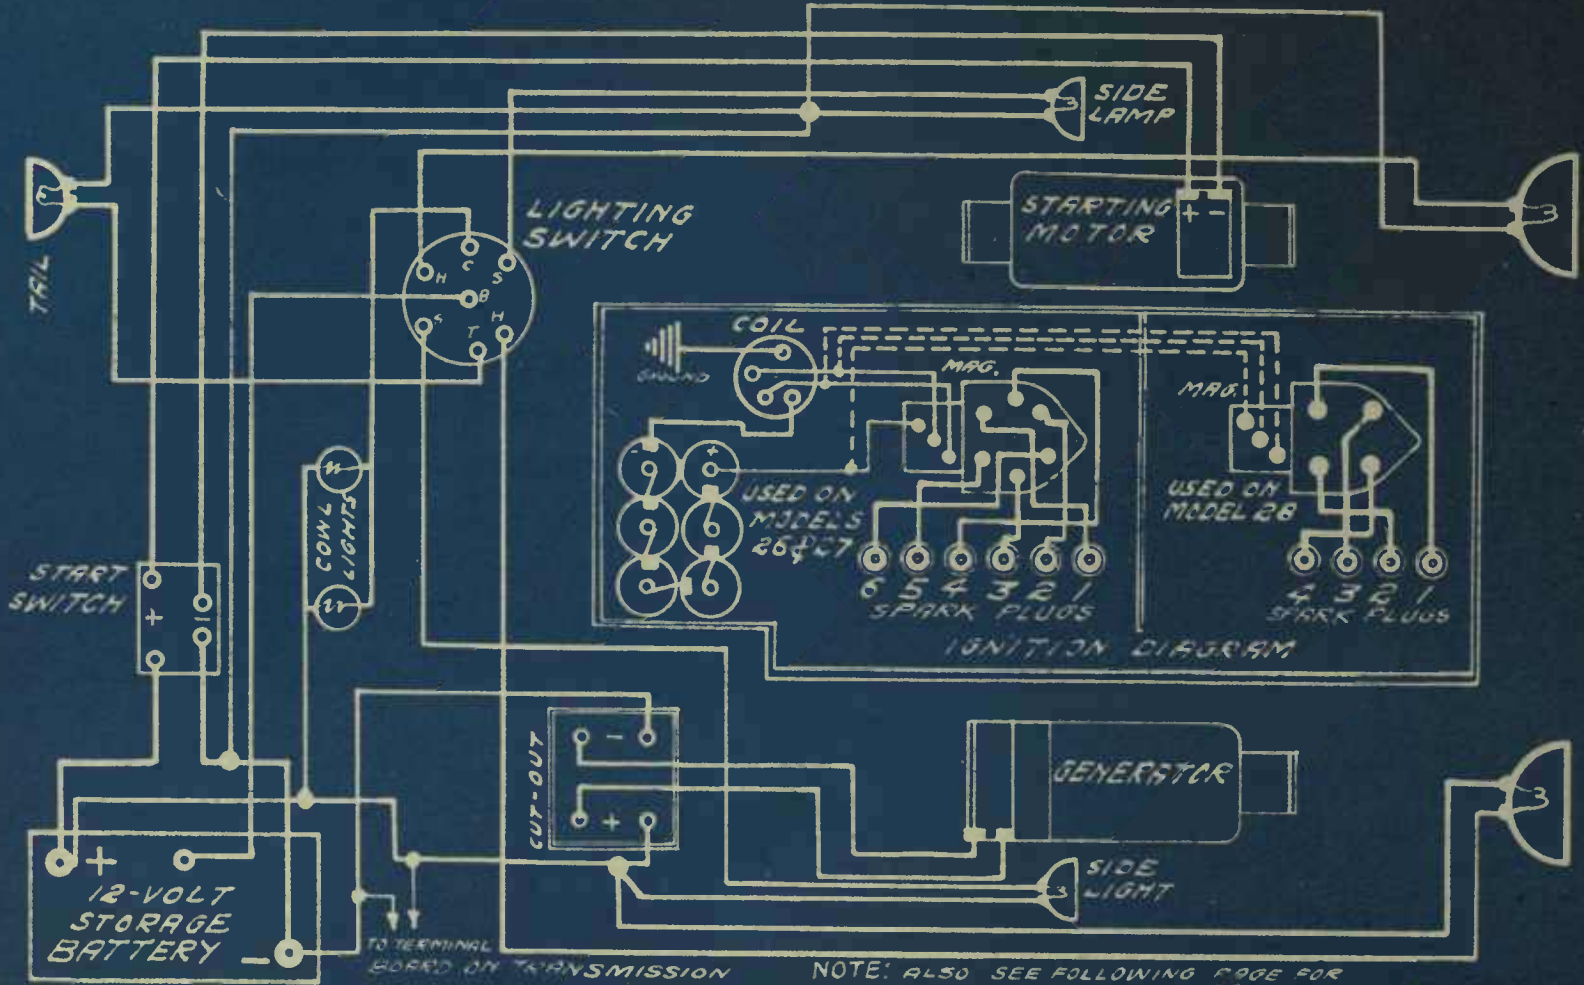 SIDE
LAMP
STARTING
MOTOR
+ -
LIGHTING
SWITCH
TAIL
C
S
H
B
S
H
T
COIL
GROUND
MAG.
MAG.
- +
USED ON
MODELS
26 & 27
USED ON
MODEL 28
6 5 4 3 2 1
SPARK PLUGS
4 3 2 1
SPARK PLUGS
IGNITION DIAGRAM
COWL
LIGHTS
START
SWITCH
+ -
CUT-OUT
-
+
GENERATOR
SIDE
LIGHT
+
12-VOLT
STORAGE
BATTERY -
TO TERMINAL
BOARD ON TRANSMISSION
NOTE: ALSO SEE FOLLOWING PAGE FOR